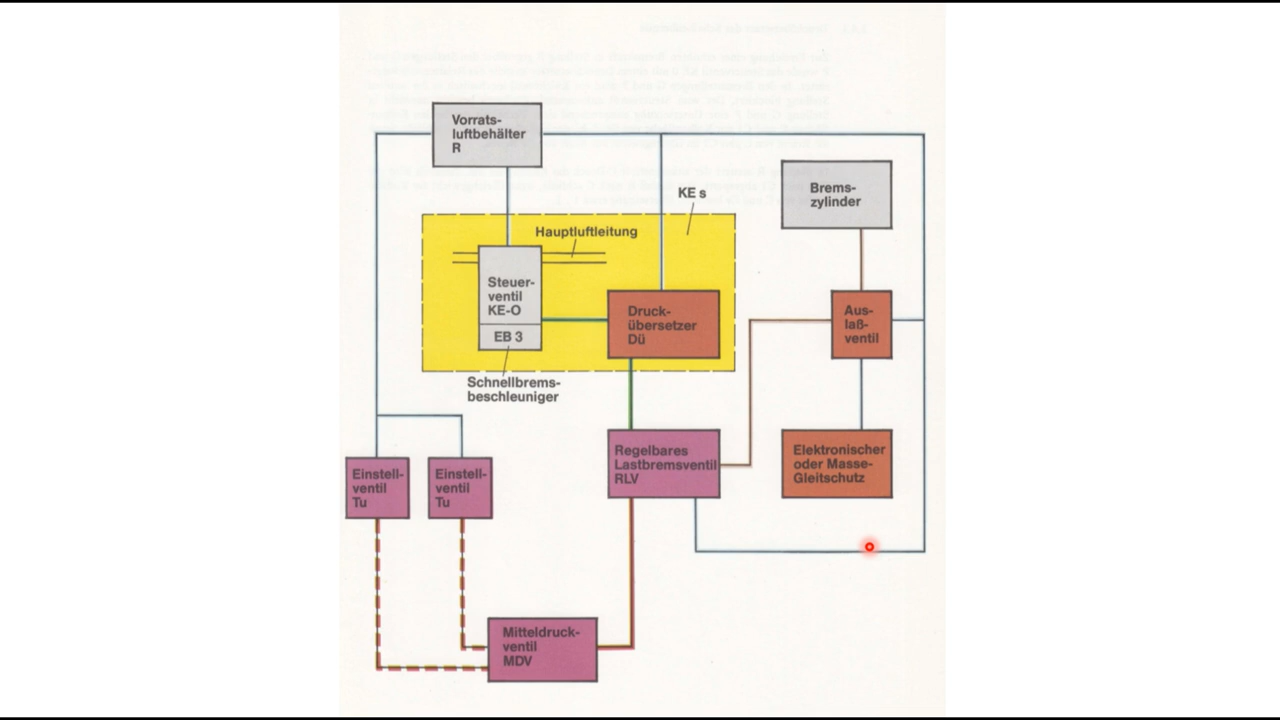 Vorrats-
luftbehälter
R
KE s
Brems-
zylinder
Hauptluftleitung
Steuer-
ventil
KE-O
EB 3
Druck-
übersetzer
Dü
Aus-
laß-
ventil
Schnellbrems-
beschleuniger
Regelbares
Lastbremsventil
RLV
Elektronischer
oder Masse-
Gleitschutz
Einstell-
ventil
Tu
Einstell-
ventil
Tu
Mitteldruck-
ventil
MDV